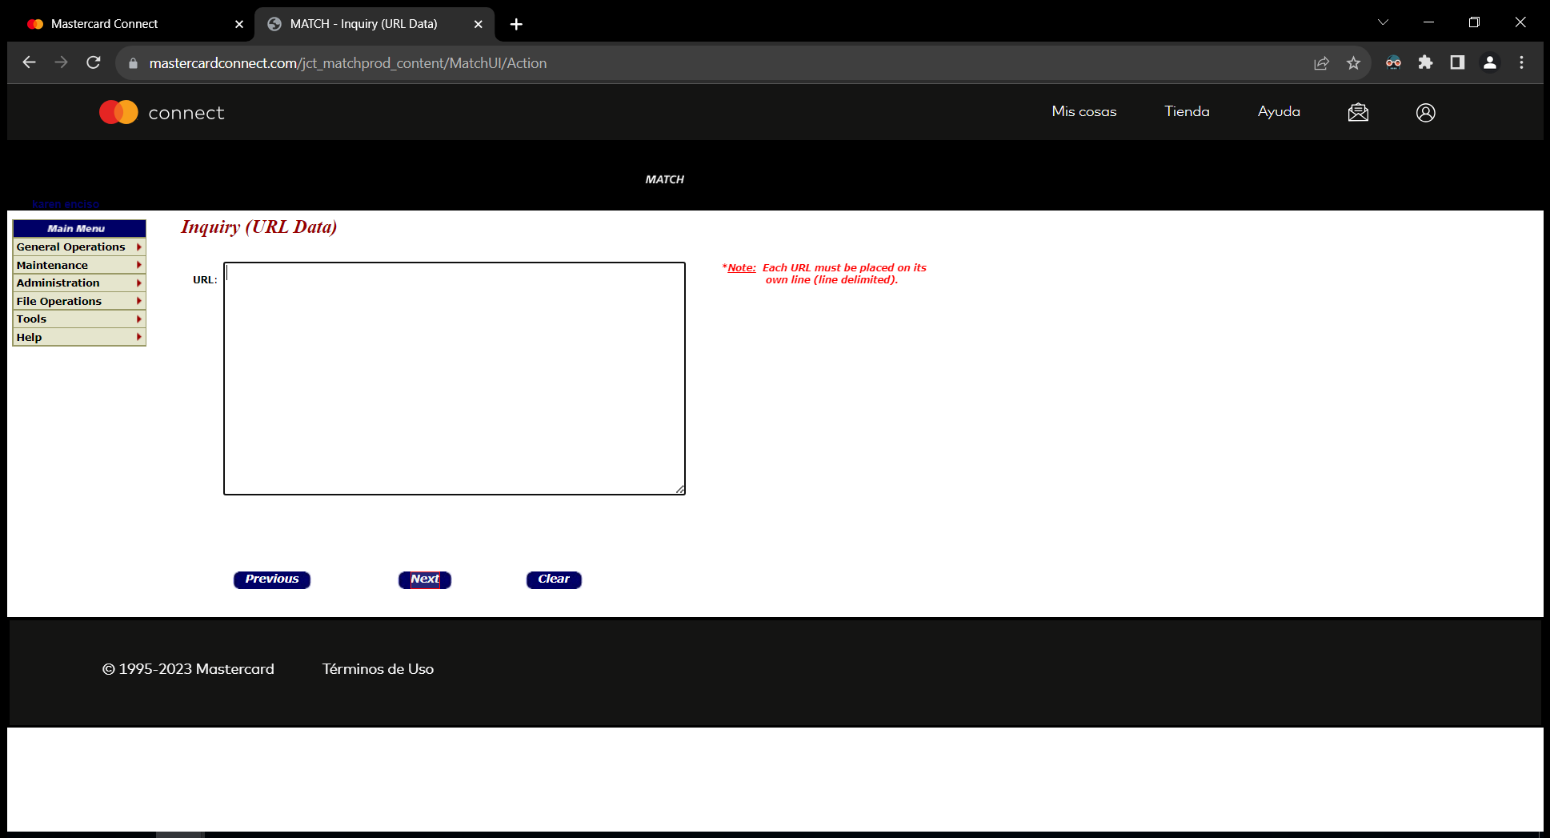 Mastercard Connect
MATCH - Inquiry (URL Data)
mastercardconnect.com/jct_matchprod_content/MatchUI/Action
connect
Mis cosas
Tienda
Ayuda
MATCH
karen enciso
Main Menu
Inquiry (URL Data)
General Operations
Maintenance
Administration
File Operations
Tools
Help
URL:
*Note: Each URL must be placed on its
own line (line delimited).
Previous
Next
Clear
© 1995-2023 Mastercard
Términos de Uso